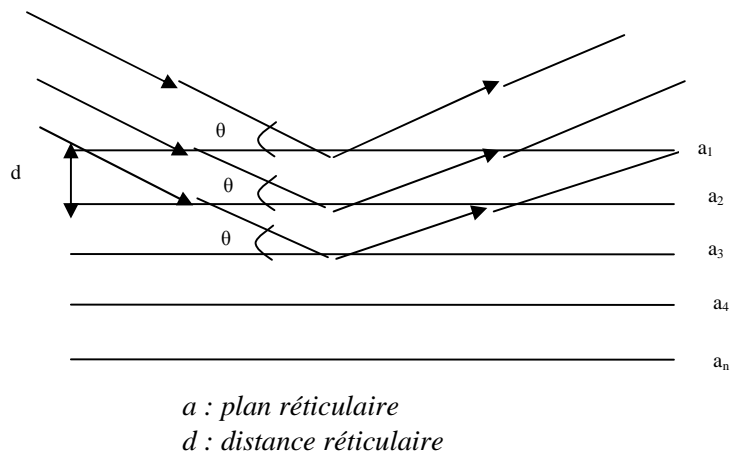 θ
a₁
d
θ
a₂
θ
a₃
a₄
aₙ
a : plan réticulaire
d : distance réticulaire